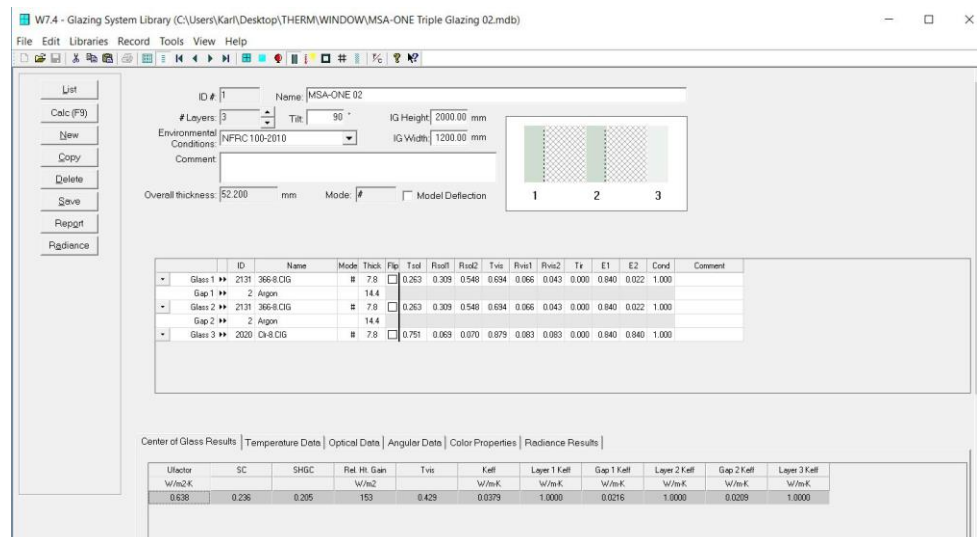 W7.4 - Glazing System Library (C:\Users\Karl\Desktop\THERM\WINDOW\MSA-ONE Triple Glazing 02.mdb)
File Edit Libraries Record Tools View Help
List
Calc (F9)
New
Copy
Delete
Save
Report
Radiance
ID #: 1 Name: MSA-ONE 02
# Layers: 3 Tilt: 90 ° IG Height: 2000.00 mm
Environmental Conditions: NFRC 100-2010 IG Width: 1200.00 mm
Comment:
Overall thickness: 52.200 mm Mode: # Model Deflection
1 2 3
ID Name Mode Thick Flip Tsol Rsol1 Rsol2 Tvis Rvis1 Rvis2 Tir E1 E2 Cond Comment
Glass 1 2131 366-8.CIG # 7.8 0.263 0.309 0.548 0.694 0.066 0.043 0.000 0.840 0.022 1.000
Gap 1 2 Argon 14.4
Glass 2 2131 366-8.CIG # 7.8 0.263 0.309 0.548 0.694 0.066 0.043 0.000 0.840 0.022 1.000
Gap 2 2 Argon 14.4
Glass 3 2020 Clr-8.CIG # 7.8 0.751 0.069 0.070 0.879 0.083 0.083 0.000 0.840 0.840 1.000
Center of Glass Results Temperature Data Optical Data Angular Data Color Properties Radiance Results
Ufactor SC SHGC Rel. Ht. Gain Tvis Keff Layer 1 Keff Gap 1 Keff Layer 2 Keff Gap 2 Keff Layer 3 Keff
W/m2-K W/m2 W/m-K W/m-K W/m-K W/m-K W/m-K W/m-K
0.638 0.236 0.205 153 0.429 0.0379 1.0000 0.0216 1.0000 0.0209 1.0000